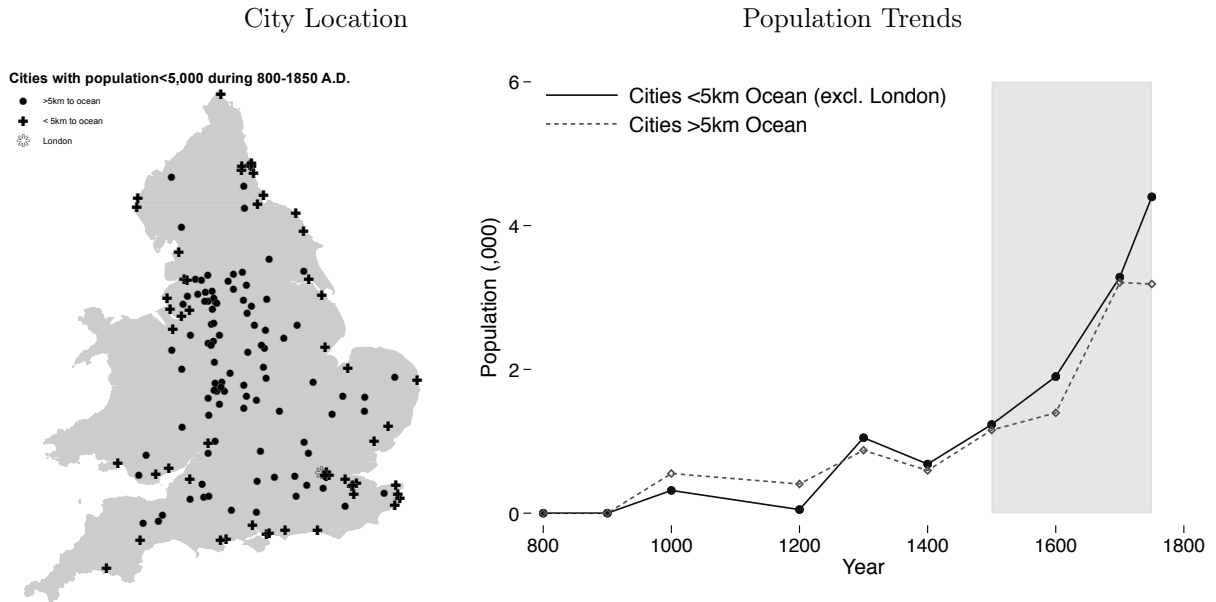 City Location
Cities with population<5,000 during 800-1850 A.D.
>5km to ocean
< 5km to ocean
London
Population Trends
Cities <5km Ocean (excl. London)
Cities >5km Ocean
Population (,000)
6
4
2
0
800
1000
1200
1400
1600
1800
Year